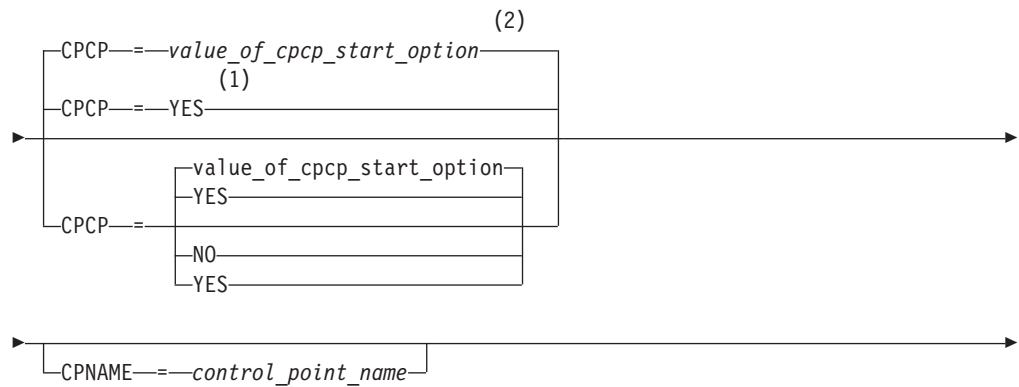 (2)
CPCP = value_of_cpcp_start_option
(1)
CPCP = YES
value_of_cpcp_start_option
YES
CPCP =
NO
YES
CPNAME = control_point_name